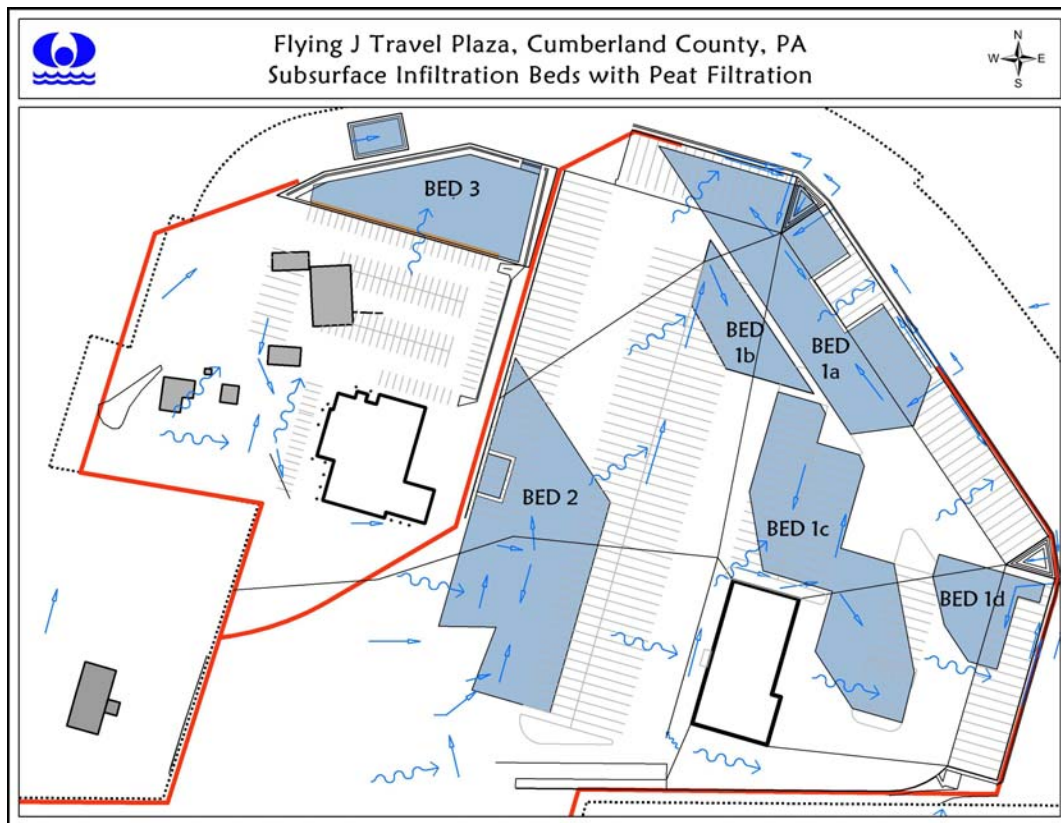 Flying J Travel Plaza, Cumberland County, PA
Subsurface Infiltration Beds with Peat Filtration
N
W E
S
BED 3
BED
1b
BED
1a
BED 2
BED 1c
BED 1d